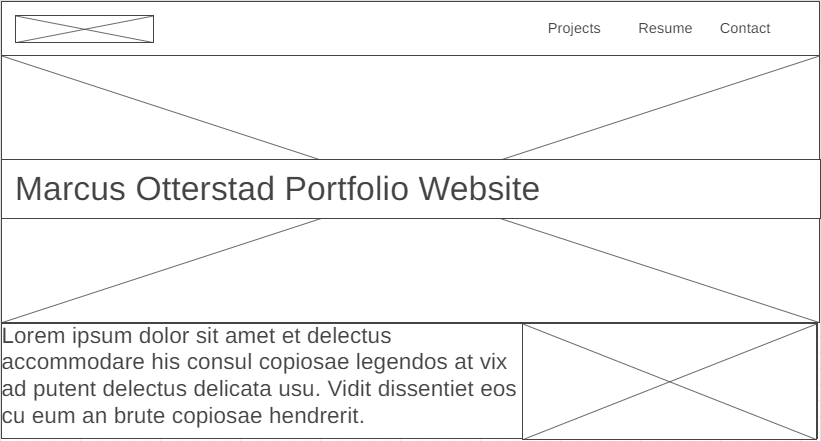 Projects Resume Contact
Marcus Otterstad Portfolio Website
Lorem ipsum dolor sit amet et delectus
accommodare his consul copiosae legendos at vix
ad putent delectus delicata usu. Vidit dissentiet eos
cu eum an brute copiosae hendrerit.